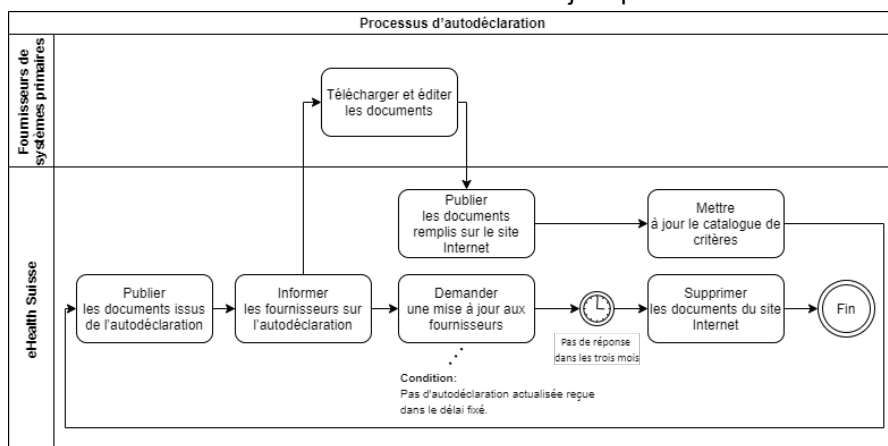 Processus d'autodéclaration
Fournisseurs de
systèmes primaires
Télécharger et éditer
les documents
eHealth Suisse
Publier
les documents
remplis sur le site
Internet
Mettre
à jour le catalogue de
critères
Publier
les documents issus
de l'autodéclaration
Informer
les fournisseurs sur
l'autodéclaration
Demander
une mise à jour aux
fournisseurs
Pas de réponse
dans les trois mois
Supprimer
les documents du site
Internet
Fin
Condition:
Pas d'autodéclaration actualisée reçue
dans le délai fixé.